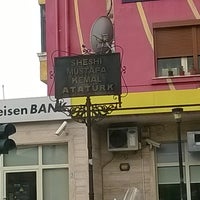 SHESHI
MUSTAFA
KEMAL
ATATÜRK
eisen BANK